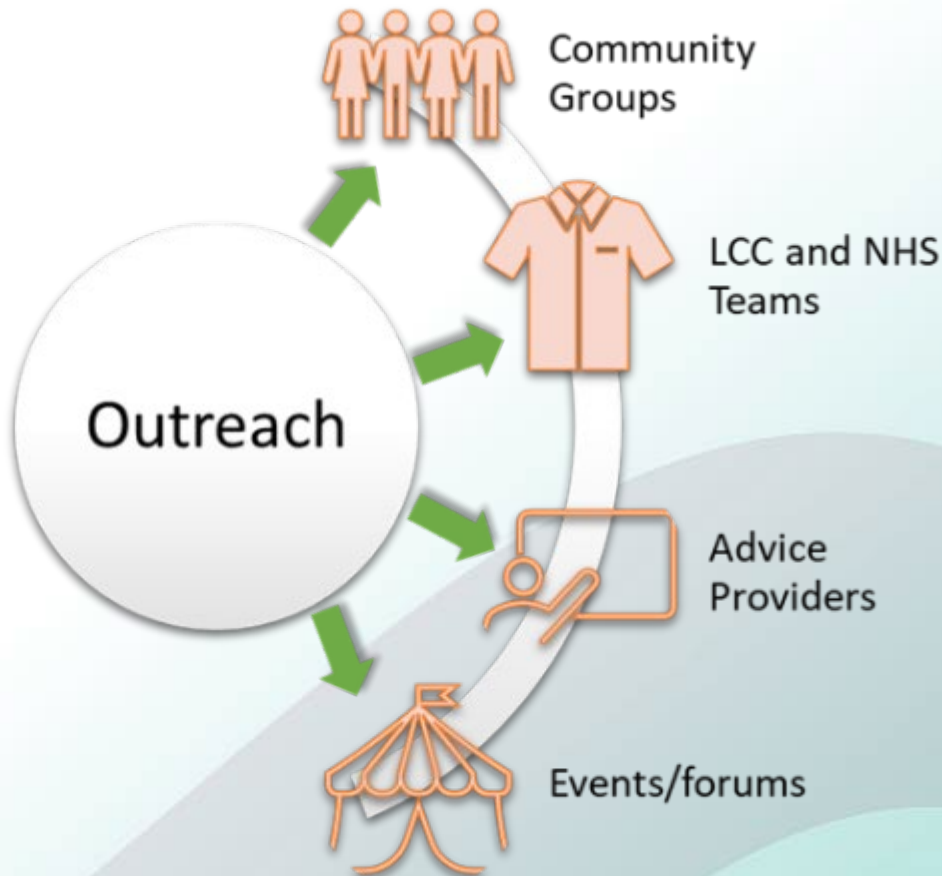 Community
Groups
LCC and NHS
Teams
Outreach
Advice
Providers
Events/forums